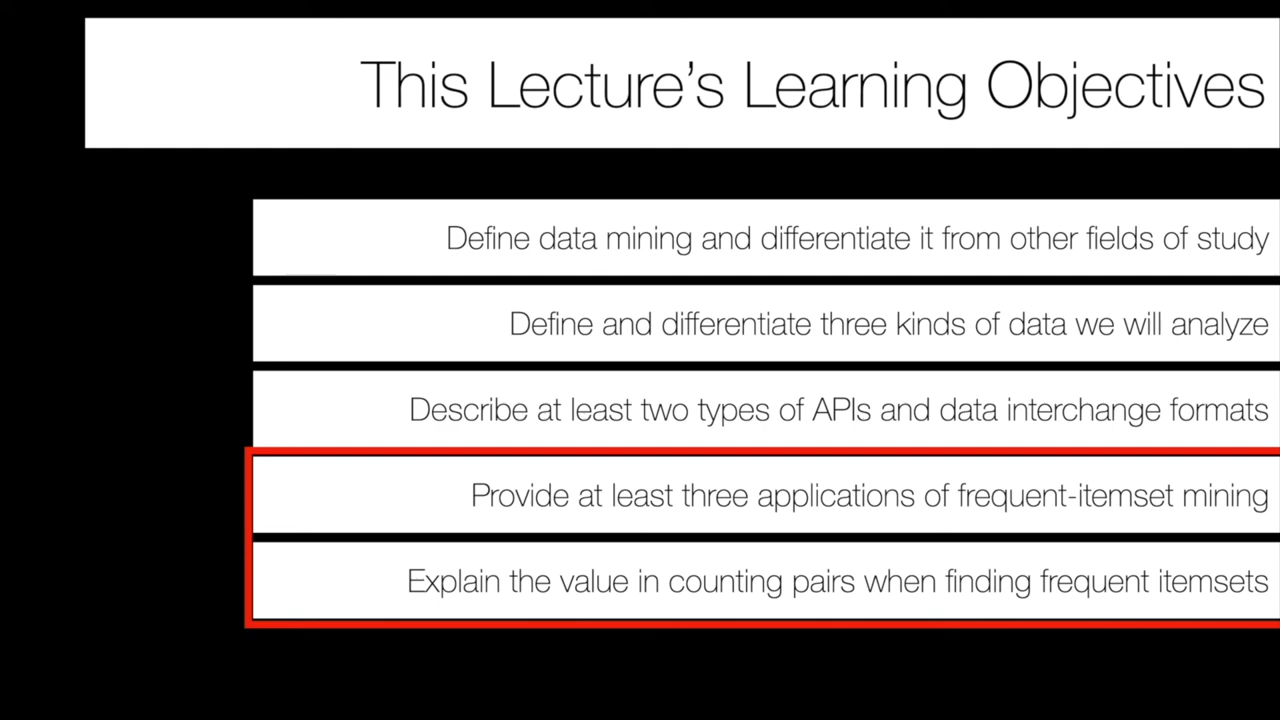 This Lecture’s Learning Objectives
Define data mining and differentiate it from other fields of study
Define and differentiate three kinds of data we will analyze
Describe at least two types of APIs and data interchange formats
Provide at least three applications of frequent-itemset mining
Explain the value in counting pairs when finding frequent itemsets